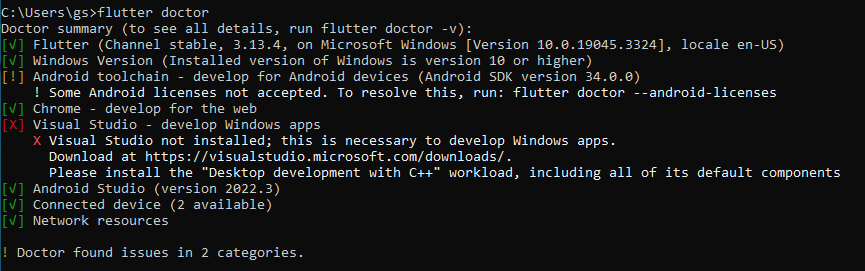 C:\Users\gs>flutter doctor
Doctor summary (to see all details, run flutter doctor -v):
[√] Flutter (Channel stable, 3.13.4, on Microsoft Windows [Version 10.0.19045.3324], locale en-US)
[√] Windows Version (Installed version of Windows is version 10 or higher)
[!] Android toolchain - develop for Android devices (Android SDK version 34.0.0)
    ! Some Android licenses not accepted. To resolve this, run: flutter doctor --android-licenses
[√] Chrome - develop for the web
[X] Visual Studio - develop Windows apps
    X Visual Studio not installed; this is necessary to develop Windows apps.
      Download at https://visualstudio.microsoft.com/downloads/.
      Please install the "Desktop development with C++" workload, including all of its default components
[√] Android Studio (version 2022.3)
[√] Connected device (2 available)
[√] Network resources
! Doctor found issues in 2 categories.